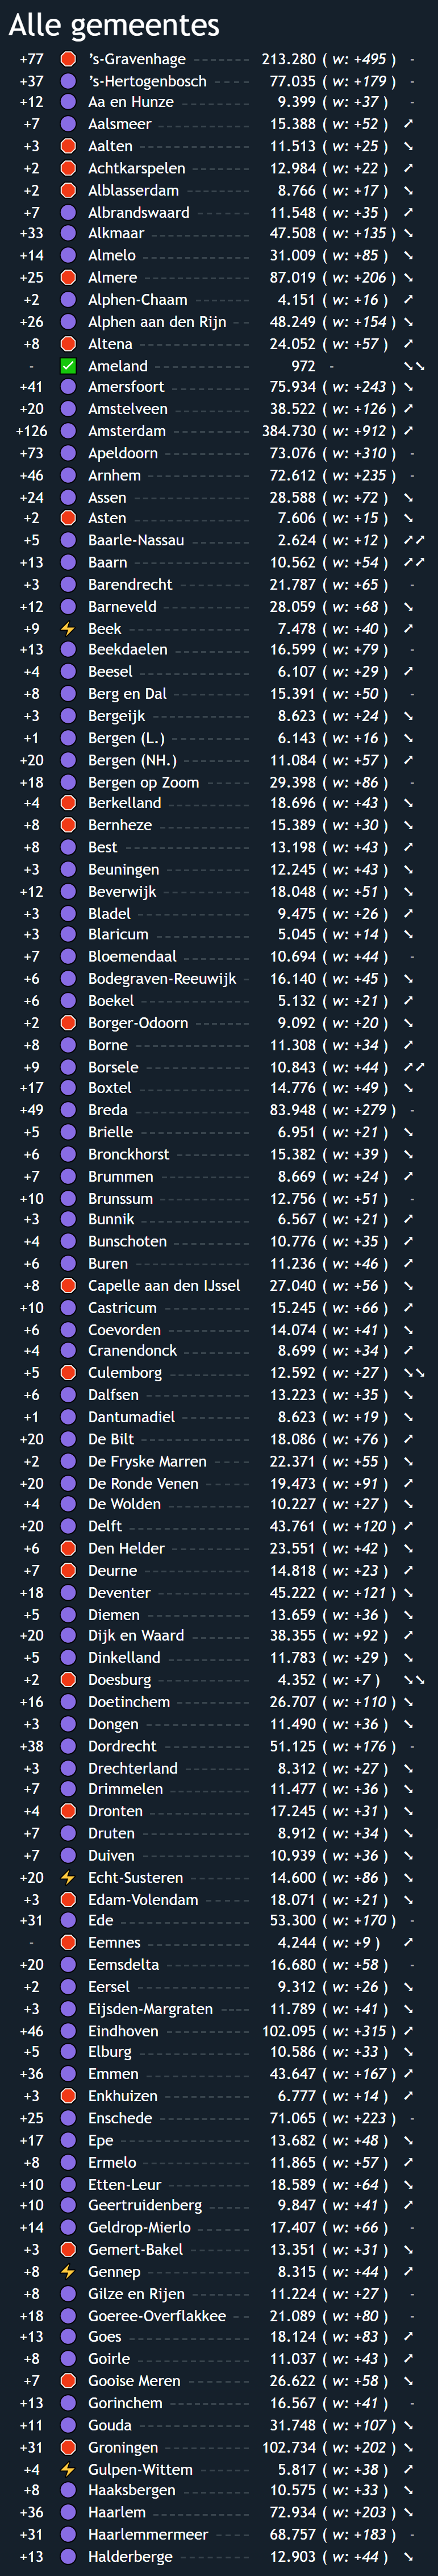 Alle gemeentes
+77 's-Gravenhage 213.280 ( w: +495 ) -
+37 's-Hertogenbosch 77.035 ( w: +179 ) -
+12 Aa en Hunze 9.399 ( w: +37 ) -
+7 Aalsmeer 15.388 ( w: +52 ) ↗
+3 Aalten 11.513 ( w: +25 ) ↘
+2 Achtkarspelen 12.984 ( w: +22 ) ↗
+2 Alblasserdam 8.766 ( w: +17 ) ↘
+7 Albrandswaard 11.548 ( w: +35 ) ↗
+33 Alkmaar 47.508 ( w: +135 ) ↘
+14 Almelo 31.009 ( w: +85 ) ↘
+25 Almere 87.019 ( w: +206 ) ↘
+2 Alphen-Chaam 4.151 ( w: +16 ) ↗
+26 Alphen aan den Rijn 48.249 ( w: +154 ) ↘
+8 Altena 24.052 ( w: +57 ) ↗
- Ameland 972 - ↘↘
+41 Amersfoort 75.934 ( w: +243 ) ↘
+20 Amstelveen 38.522 ( w: +126 ) ↗
+126 Amsterdam 384.730 ( w: +912 ) ↗
+73 Apeldoorn 73.076 ( w: +310 ) -
+46 Arnhem 72.612 ( w: +235 ) -
+24 Assen 28.588 ( w: +72 ) ↘
+2 Asten 7.606 ( w: +15 ) ↘
+5 Baarle-Nassau 2.624 ( w: +12 ) ↗↗
+13 Baarn 10.562 ( w: +54 ) ↗↗
+3 Barendrecht 21.787 ( w: +65 ) -
+12 Barneveld 28.059 ( w: +68 ) ↘
+9 Beek 7.478 ( w: +40 ) ↗
+13 Beekdaelen 16.599 ( w: +79 ) -
+4 Beesel 6.107 ( w: +29 ) ↗
+8 Berg en Dal 15.391 ( w: +50 ) -
+3 Bergeijk 8.623 ( w: +24 ) ↘
+1 Bergen (L.) 6.143 ( w: +16 ) ↘
+20 Bergen (NH.) 11.084 ( w: +57 ) ↗
+18 Bergen op Zoom 29.398 ( w: +86 ) -
+4 Berkelland 18.696 ( w: +43 ) ↘
+8 Bernheze 15.389 ( w: +30 ) ↘
+8 Best 13.198 ( w: +43 ) ↗
+3 Beuningen 12.245 ( w: +43 ) ↘
+12 Beverwijk 18.048 ( w: +51 ) ↘
+3 Bladel 9.475 ( w: +26 ) ↗
+3 Blaricum 5.045 ( w: +14 ) ↘
+7 Bloemendaal 10.694 ( w: +44 ) -
+6 Bodegraven-Reeuwijk 16.140 ( w: +45 ) ↘
+6 Boekel 5.132 ( w: +21 ) ↗
+2 Borger-Odoorn 9.092 ( w: +20 ) ↘
+8 Borne 11.308 ( w: +34 ) ↗
+9 Borsele 10.843 ( w: +44 ) ↗↗
+17 Boxtel 14.776 ( w: +49 ) ↘
+49 Breda 83.948 ( w: +279 ) -
+5 Brielle 6.951 ( w: +21 ) ↘
+6 Bronckhorst 15.382 ( w: +39 ) ↘
+7 Brummen 8.669 ( w: +24 ) ↗
+10 Brunssum 12.756 ( w: +51 ) -
+3 Bunnik 6.567 ( w: +21 ) ↗
+4 Bunschoten 10.776 ( w: +35 ) ↗
+6 Buren 11.236 ( w: +46 ) ↗
+8 Capelle aan den IJssel 27.040 ( w: +56 ) ↘
+10 Castricum 15.245 ( w: +66 ) ↗
+6 Coevorden 14.074 ( w: +41 ) ↘
+4 Cranendonck 8.699 ( w: +34 ) ↗
+5 Culemborg 12.592 ( w: +27 ) ↘↘
+6 Dalfsen 13.223 ( w: +35 ) ↘
+1 Dantumadiel 8.623 ( w: +19 ) ↘
+20 De Bilt 18.086 ( w: +76 ) ↗
+2 De Fryske Marren 22.371 ( w: +55 ) ↘
+20 De Ronde Venen 19.473 ( w: +91 ) ↗
+4 De Wolden 10.227 ( w: +27 ) ↘
+20 Delft 43.761 ( w: +120 ) ↗
+6 Den Helder 23.551 ( w: +42 ) ↘
+7 Deurne 14.818 ( w: +23 ) ↗
+18 Deventer 45.222 ( w: +121 ) ↘
+5 Diemen 13.659 ( w: +36 ) ↘
+20 Dijk en Waard 38.355 ( w: +92 ) ↗
+5 Dinkelland 11.783 ( w: +29 ) ↘
+2 Doesburg 4.352 ( w: +7 ) ↘↘
+16 Doetinchem 26.707 ( w: +110 ) ↘
+3 Dongen 11.490 ( w: +36 ) ↘
+38 Dordrecht 51.125 ( w: +176 ) -
+3 Drechterland 8.312 ( w: +27 ) ↘
+7 Drimmelen 11.477 ( w: +36 ) ↘
+4 Dronten 17.245 ( w: +31 ) ↘
+7 Druten 8.912 ( w: +34 ) ↘
+7 Duiven 10.939 ( w: +36 ) ↘
+20 Echt-Susteren 14.600 ( w: +86 ) ↘
+3 Edam-Volendam 18.071 ( w: +21 ) ↘
+31 Ede 53.300 ( w: +170 ) -
- Eemnes 4.244 ( w: +9 ) ↗
+20 Eemsdelta 16.680 ( w: +58 ) -
+2 Eersel 9.312 ( w: +26 ) ↘
+3 Eijsden-Margraten 11.789 ( w: +41 ) ↘
+46 Eindhoven 102.095 ( w: +315 ) ↗
+5 Elburg 10.586 ( w: +33 ) ↘
+36 Emmen 43.647 ( w: +167 ) ↗
+3 Enkhuizen 6.777 ( w: +14 ) ↗
+25 Enschede 71.065 ( w: +223 ) -
+17 Epe 13.682 ( w: +48 ) ↘
+8 Ermelo 11.865 ( w: +57 ) ↗
+10 Etten-Leur 18.589 ( w: +64 ) ↘
+10 Geertruidenberg 9.847 ( w: +41 ) ↗
+14 Geldrop-Mierlo 17.407 ( w: +66 ) -
+3 Gemert-Bakel 13.351 ( w: +31 ) ↘
+8 Gennep 8.315 ( w: +44 ) ↗
+8 Gilze en Rijen 11.224 ( w: +27 ) -
+18 Goeree-Overflakkee 21.089 ( w: +80 ) -
+13 Goes 18.124 ( w: +83 ) ↗
+8 Goirle 11.037 ( w: +43 ) ↗
+7 Gooise Meren 26.622 ( w: +58 ) ↘
+13 Gorinchem 16.567 ( w: +41 ) -
+11 Gouda 31.748 ( w: +107 ) ↘
+31 Groningen 102.734 ( w: +202 ) ↘
+4 Gulpen-Wittem 5.817 ( w: +38 ) ↗
+8 Haaksbergen 10.575 ( w: +33 ) ↘
+36 Haarlem 72.934 ( w: +203 ) ↘
+31 Haarlemmermeer 68.757 ( w: +183 ) -
+13 Halderberge 12.903 ( w: +44 ) ↘